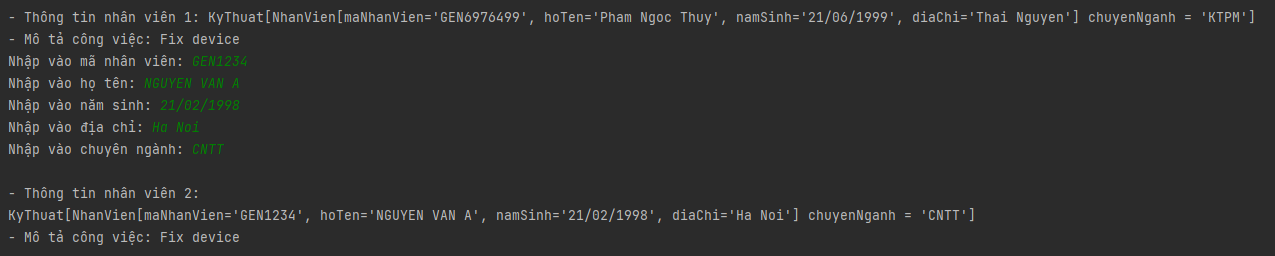 - Thông tin nhân viên 1: KyThuat[NhanVien[maNhanVien='GEN6976499', hoTen='Pham Ngoc Thuy', namSinh='21/06/1999', diaChi='Thai Nguyen'] chuyenNganh = 'KTPM']
- Mô tả công việc: Fix device
Nhập vào mã nhân viên: GEN1234
Nhập vào họ tên: NGUYEN VAN A
Nhập vào năm sinh: 21/02/1998
Nhập vào địa chỉ: Ha Noi
Nhập vào chuyên ngành: CNTT
- Thông tin nhân viên 2:
KyThuat[NhanVien[maNhanVien='GEN1234', hoTen='NGUYEN VAN A', namSinh='21/02/1998', diaChi='Ha Noi'] chuyenNganh = 'CNTT']
- Mô tả công việc: Fix device